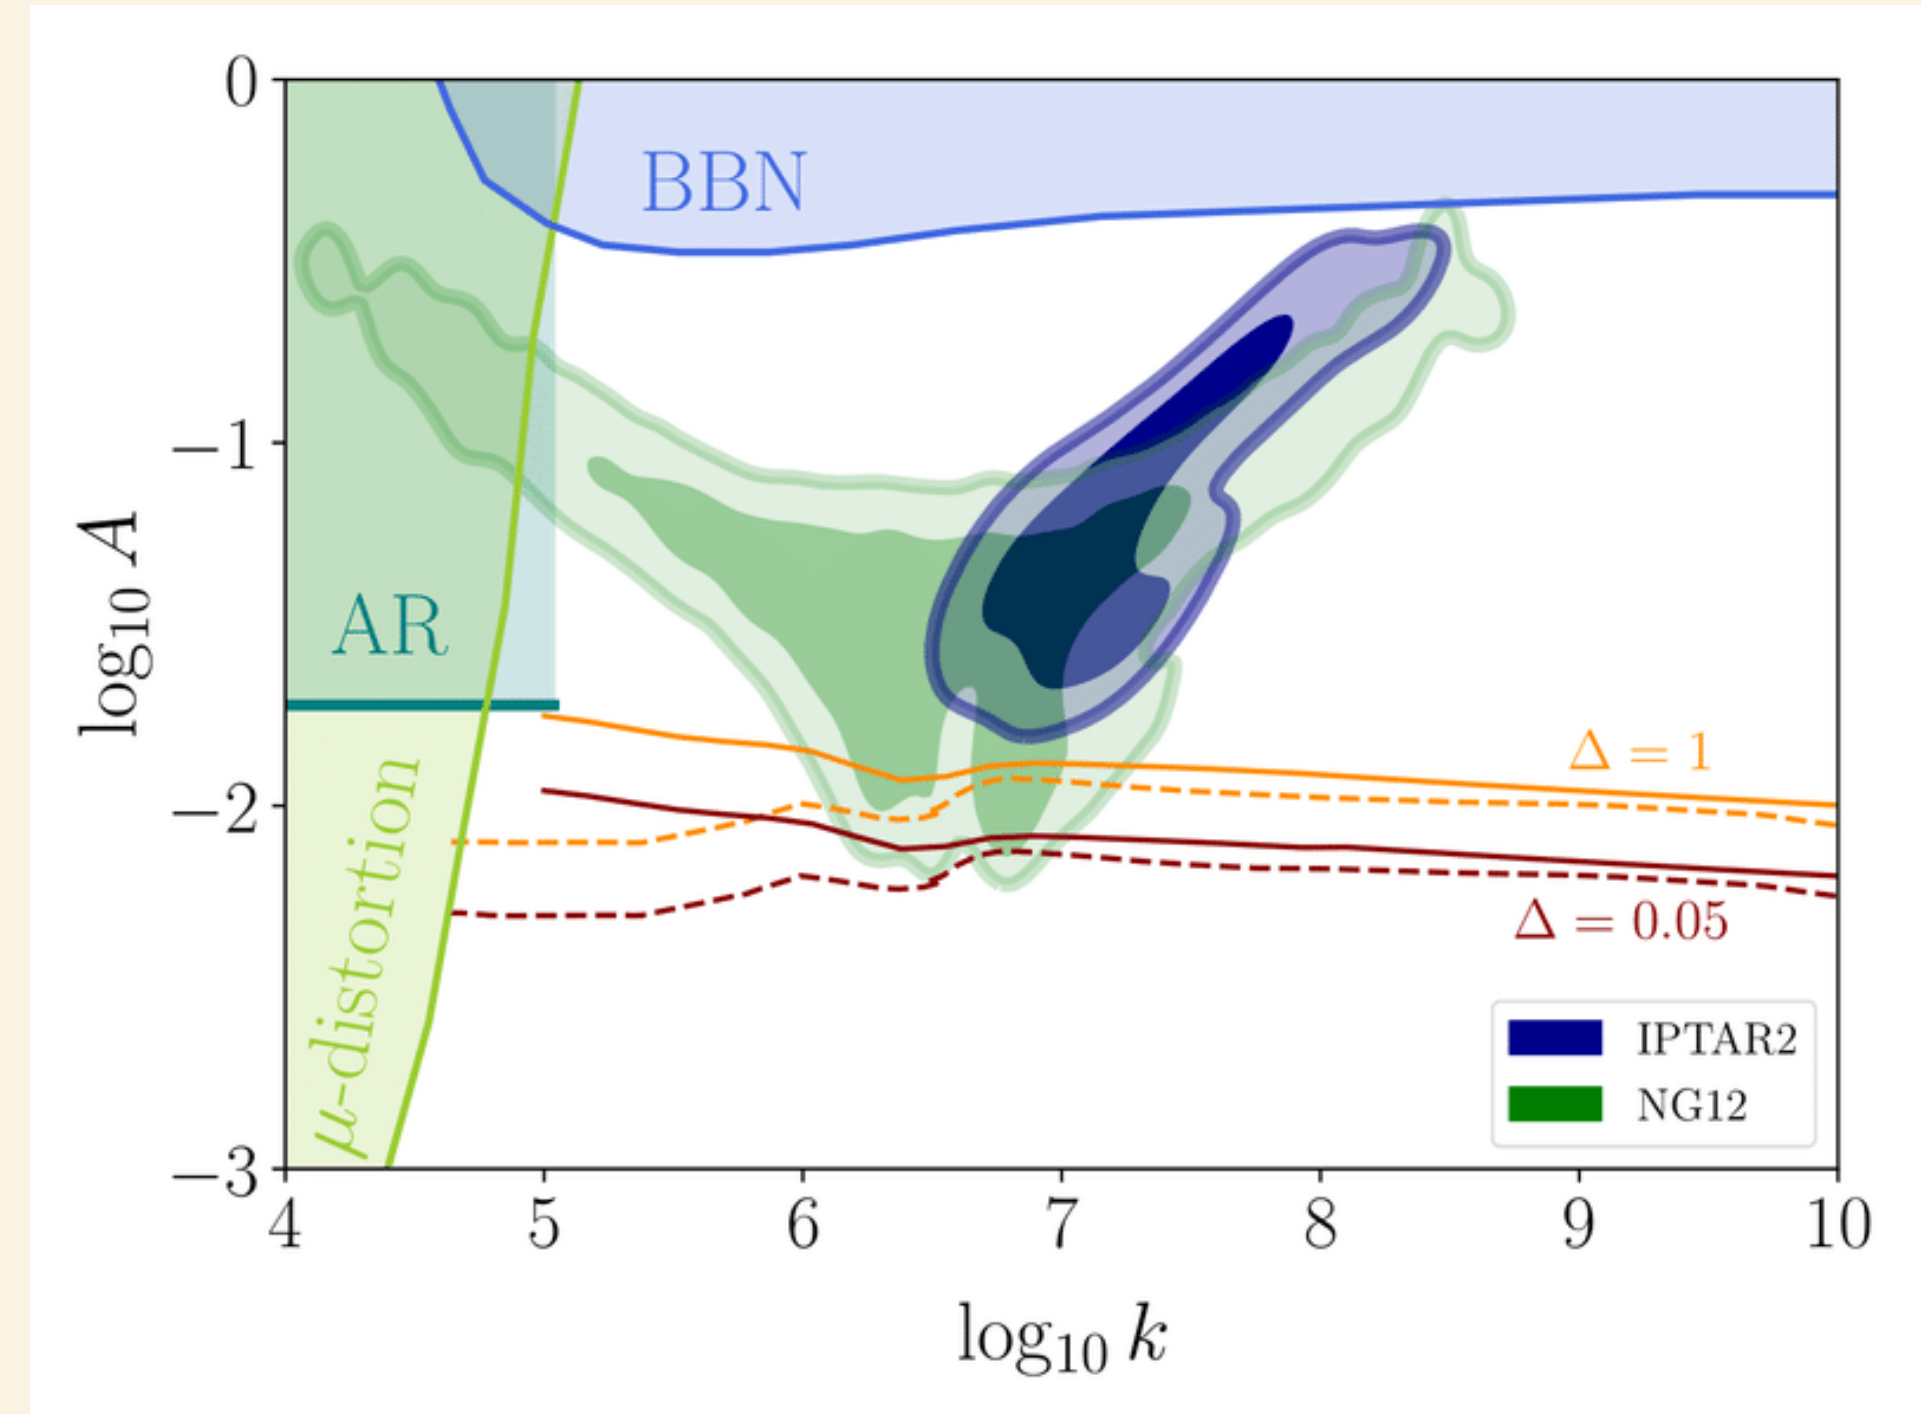 0
−1
−2
−3
log₁₀ A
BBN
AR
μ-distortion
Δ = 1
Δ = 0.05
IPTAR2
NG12
4 5 6 7 8 9 10
log₁₀ k